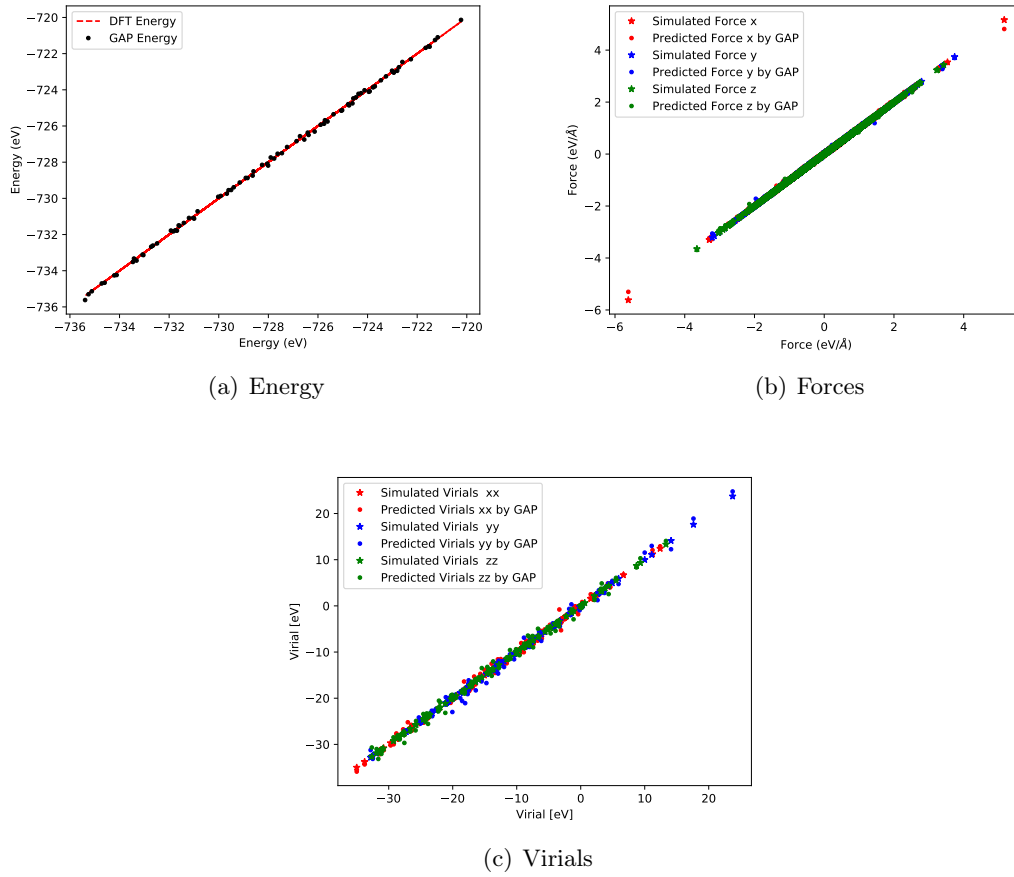 DFT Energy
GAP Energy
−720
−722
−724
−726
−728
−730
−732
−734
−736
Energy (eV)
−736
−734
−732
−730
−728
−726
−724
−722
−720
Energy (eV)
(a) Energy
Simulated Force x
Predicted Force x by GAP
Simulated Force y
Predicted Force y by GAP
Simulated Force z
Predicted Force z by GAP
4
2
0
−2
−4
−6
Force (eV/Å)
−6
−4
−2
0
2
4
Force (eV/Å)
(b) Forces
Simulated Virials xx
Predicted Virials xx by GAP
Simulated Virials yy
Predicted Virials yy by GAP
Simulated Virials zz
Predicted Virials zz by GAP
20
10
0
−10
−20
−30
Virial [eV]
−30
−20
−10
0
10
20
Virial [eV]
(c) Virials